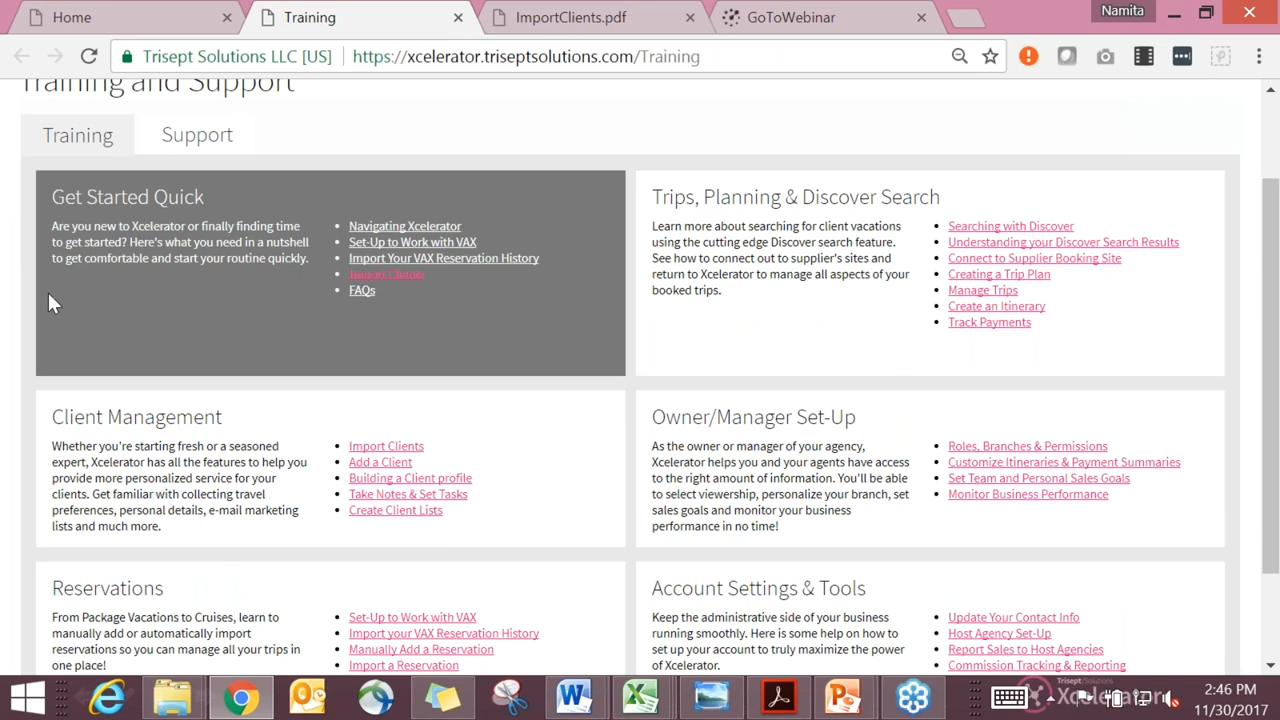 Home
Training
ImportClients.pdf
GoToWebinar
Namita
Trisept Solutions LLC [US]
https://xcelerator.triseptsolutions.com/Training
Training and Support
Training
Support
Get Started Quick
Are you new to Xcelerator or finally finding time
to get started? Here's what you need in a nutshell
to get comfortable and start your routine quickly.
Navigating Xcelerator
Set-Up to Work with VAX
Import Your VAX Reservation History
Import Clients
FAQs
Trips, Planning & Discover Search
Learn more about searching for client vacations
using the cutting edge Discover search feature.
See how to connect out to supplier's sites and
return to Xcelerator to manage all aspects of your
booked trips.
Searching with Discover
Understanding your Discover Search Results
Connect to Supplier Booking Site
Creating a Trip Plan
Manage Trips
Create an Itinerary
Track Payments
Client Management
Whether you're starting fresh or a seasoned
expert, Xcelerator has all the features to help you
provide more personalized service for your
clients. Get familiar with collecting travel
preferences, personal details, e-mail marketing
lists and much more.
Import Clients
Add a Client
Building a Client profile
Take Notes & Set Tasks
Create Client Lists
Owner/Manager Set-Up
As the owner or manager of your agency,
Xcelerator helps you and your agents have access
to the right amount of information. You'll be able
to select viewership, personalize your branch, set
sales goals and monitor your business
performance in no time!
Roles, Branches & Permissions
Customize Itineraries & Payment Summaries
Set Team and Personal Sales Goals
Monitor Business Performance
Reservations
From Package Vacations to Cruises, learn to
manually add or automatically import
reservations so you can manage all your trips in
one place!
Set-Up to Work with VAX
Import your VAX Reservation History
Manually Add a Reservation
Import a Reservation
Account Settings & Tools
Keep the administrative side of your business
running smoothly. Here is some help on how to
set up your account to truly maximize the power
of Xcelerator.
Update Your Contact Info
Host Agency Set-Up
Report Sales to Host Agencies
Commission Tracking & Reporting
Trisept Solutions
Xcelerator
2:46 PM
11/30/2017